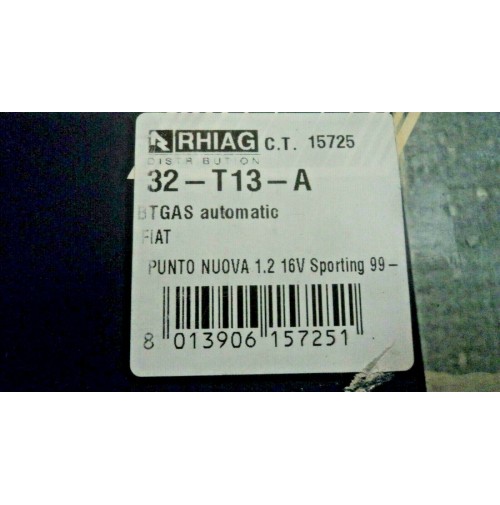 RHIAG C.T. 15725
DISTRIBUTION
32-T13-A
BTGAS automatic
FIAT
PUNTO NUOVA 1.2 16V Sporting 99-
8 013906 157251